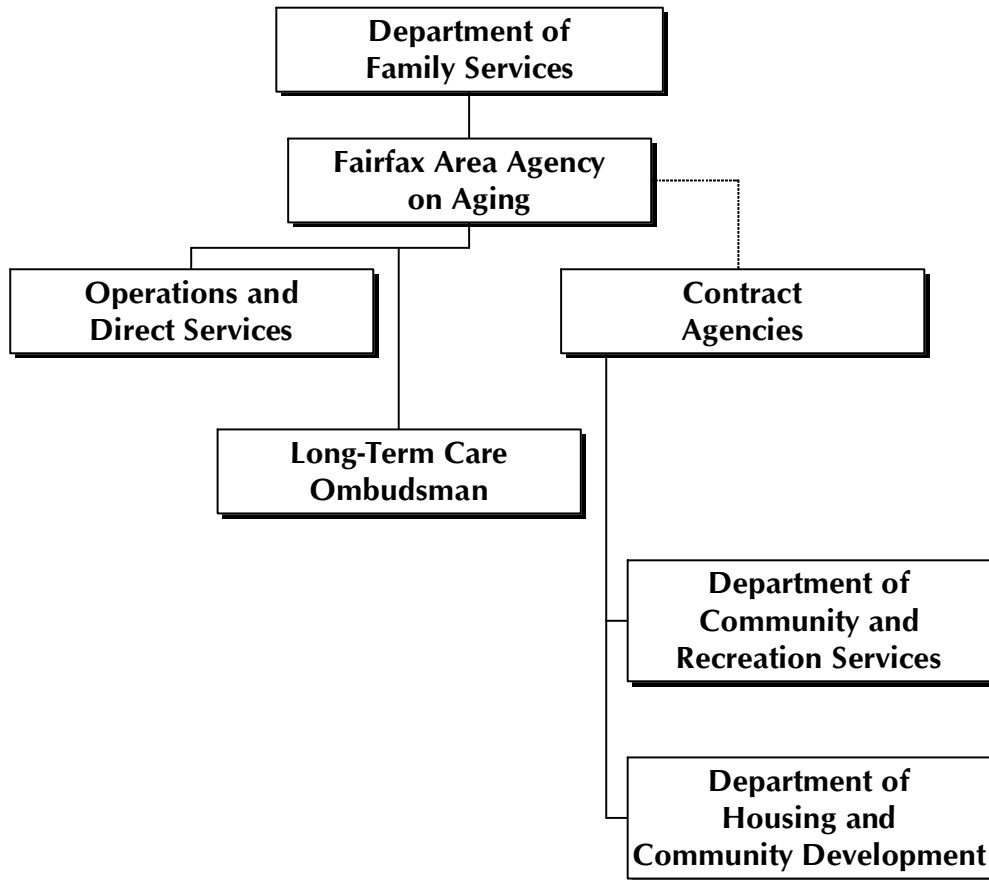 Department of
Family Services
Fairfax Area Agency
on Aging
Operations and
Direct Services
Contract
Agencies
Long-Term Care
Ombudsman
Department of
Community and
Recreation Services
Department of
Housing and
Community Development